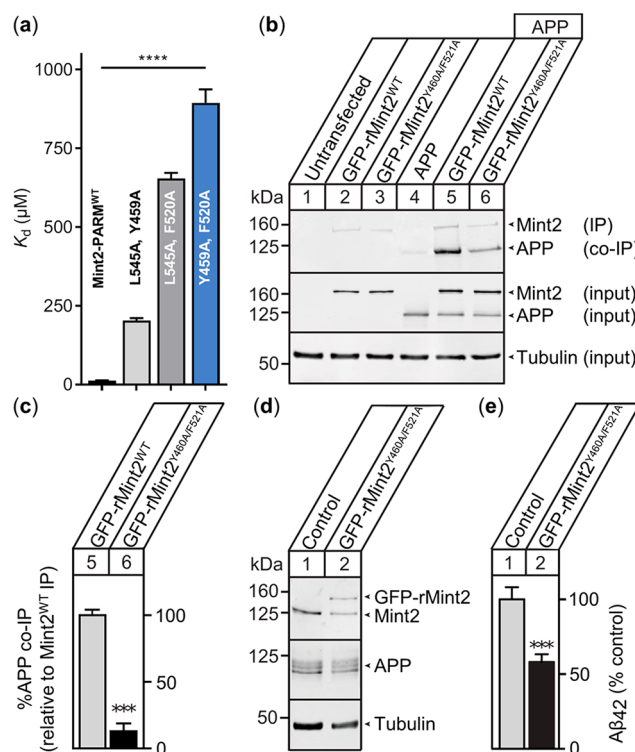 (a)
****
1000
750
500
250
0
Kd (μM)
Mint2-PARMWT
L545A, Y459A
L545A, F520A
Y459A, F520A
(b)
APP
Untransfected
GFP-rMint2WT
GFP-rMint2Y460A/F521A
APP
GFP-rMint2WT
GFP-rMint2Y460A/F521A
kDa
1 2 3 4 5 6
160
125
Mint2 (IP)
APP (co-IP)
160
125
Mint2 (input)
APP (input)
50
Tubulin (input)
(c)
GFP-rMint2WT
GFP-rMint2Y460A/F521A
5 6
%APP co-IP
(relative to Mint2WT IP)
100
50
0
***
(d)
Control
GFP-rMint2Y460A/F521A
kDa
1 2
160
125
GFP-rMint2
Mint2
125
APP
50
Tubulin
(e)
Control
GFP-rMint2Y460A/F521A
1 2
100
50
0
***
Aβ42 (% control)